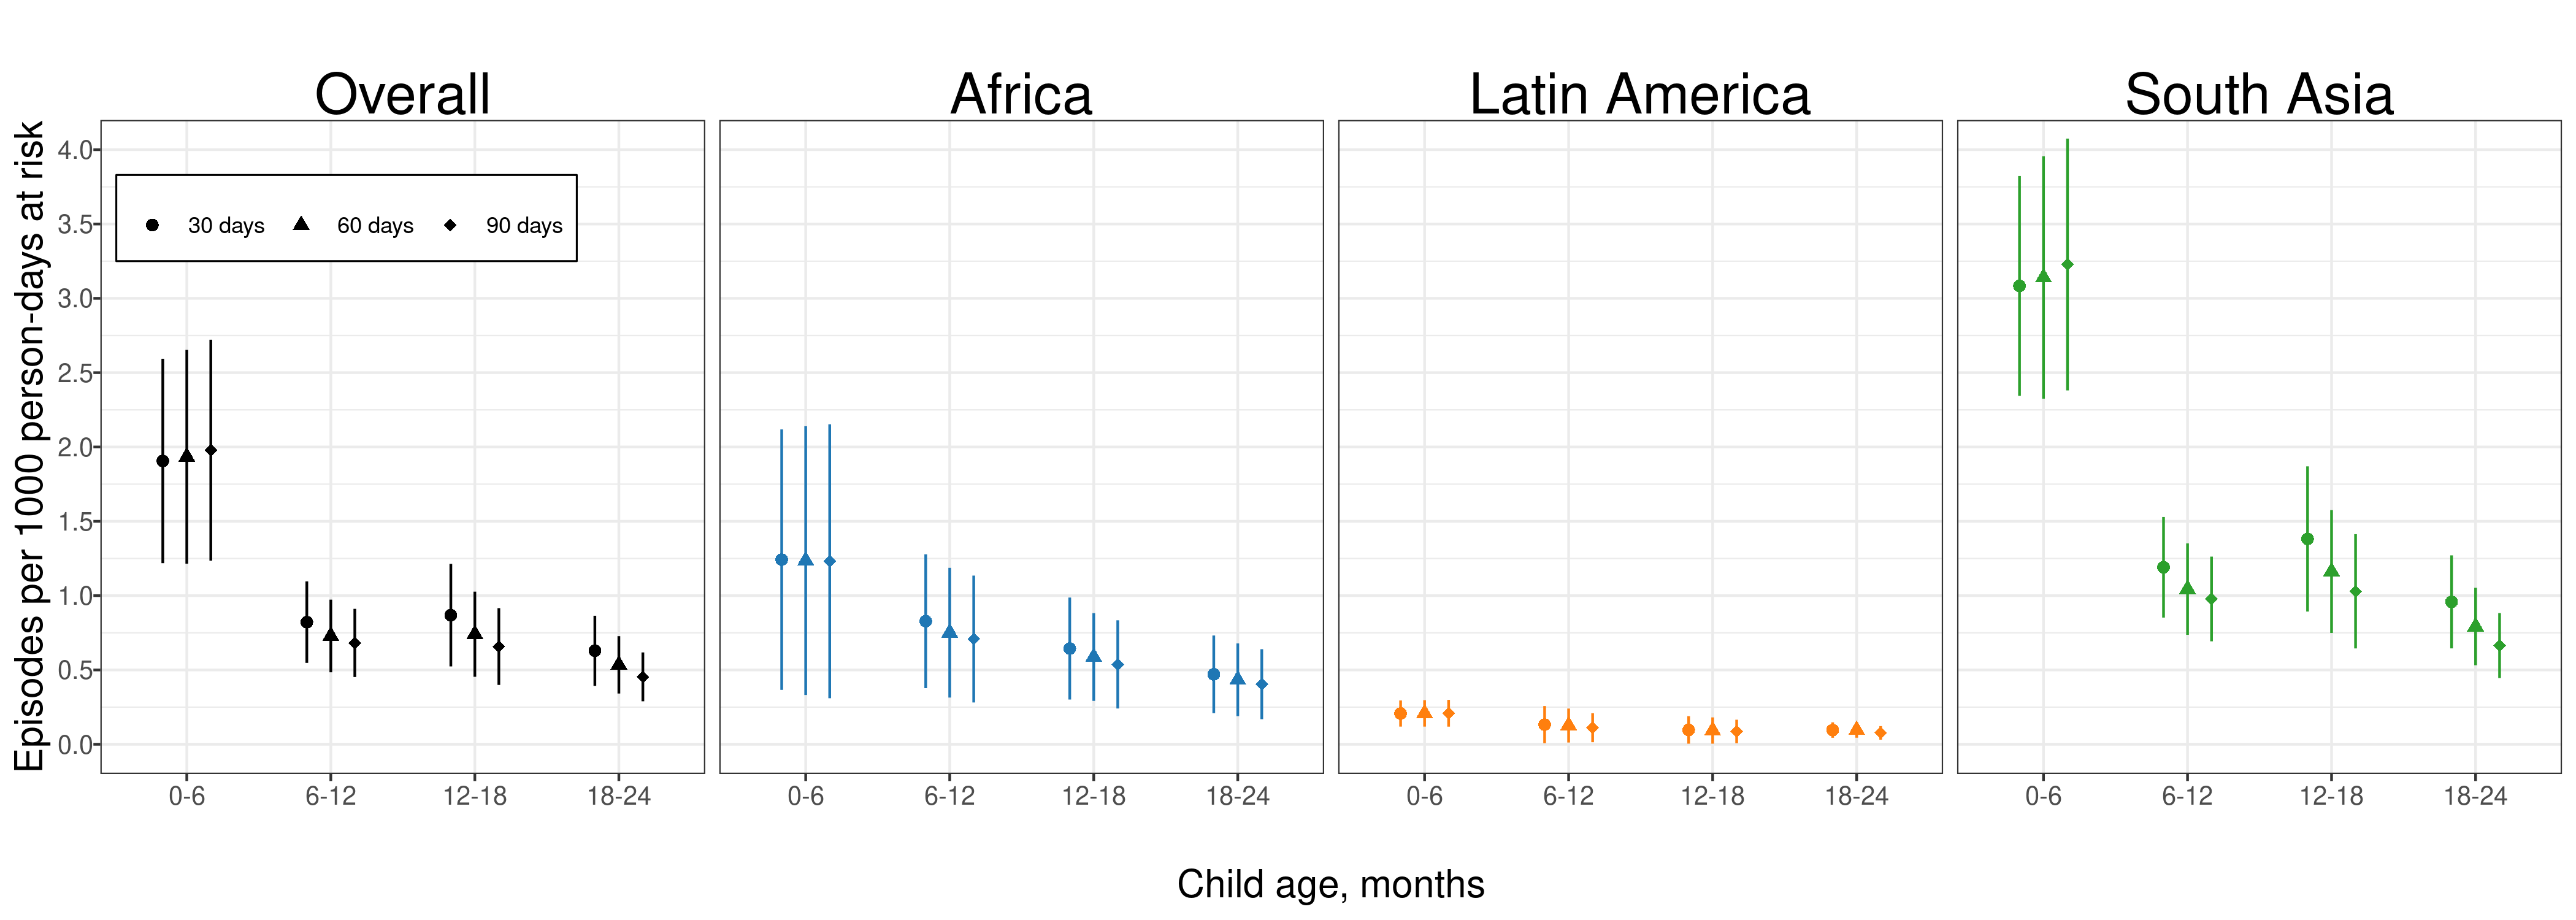 Overall
Africa
Latin America
South Asia
Episodes per 1000 person-days at risk
4.0
3.5
3.0
2.5
2.0
1.5
1.0
0.5
0.0
30 days 60 days 90 days
0-6 6-12 12-18 18-24
0-6 6-12 12-18 18-24
0-6 6-12 12-18 18-24
0-6 6-12 12-18 18-24
Child age, months